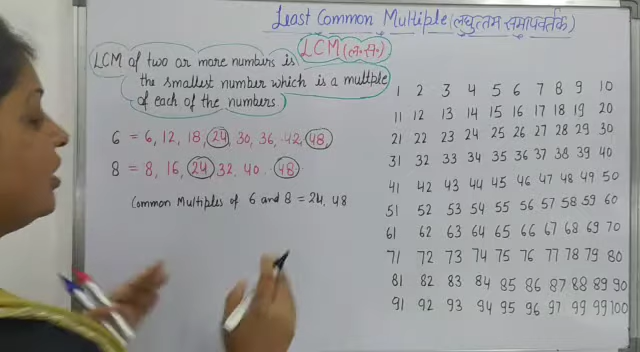 Least Common Multiple (लघुत्तम समापवर्तक)
LCM (ल॰स॰)
LCM of two or more numbers is
the smallest number which is a multiple
of each of the numbers.
6 = 6, 12, 18, 24, 30, 36, 42, 48,
8 = 8, 16, 24, 32, 40, 48
Common Multiples of 6 and 8 = 24, 48
1 2 3 4 5 6 7 8 9 10
11 12 13 14 15 16 17 18 19 20
21 22 23 24 25 26 27 28 29 30
31 32 33 34 35 36 37 38 39 40
41 42 43 44 45 46 47 48 49 50
51 52 53 54 55 56 57 58 59 60
61 62 63 64 65 66 67 68 69 70
71 72 73 74 75 76 77 78 79 80
81 82 83 84 85 86 87 88 89 90
91 92 93 94 95 96 97 98 99 100